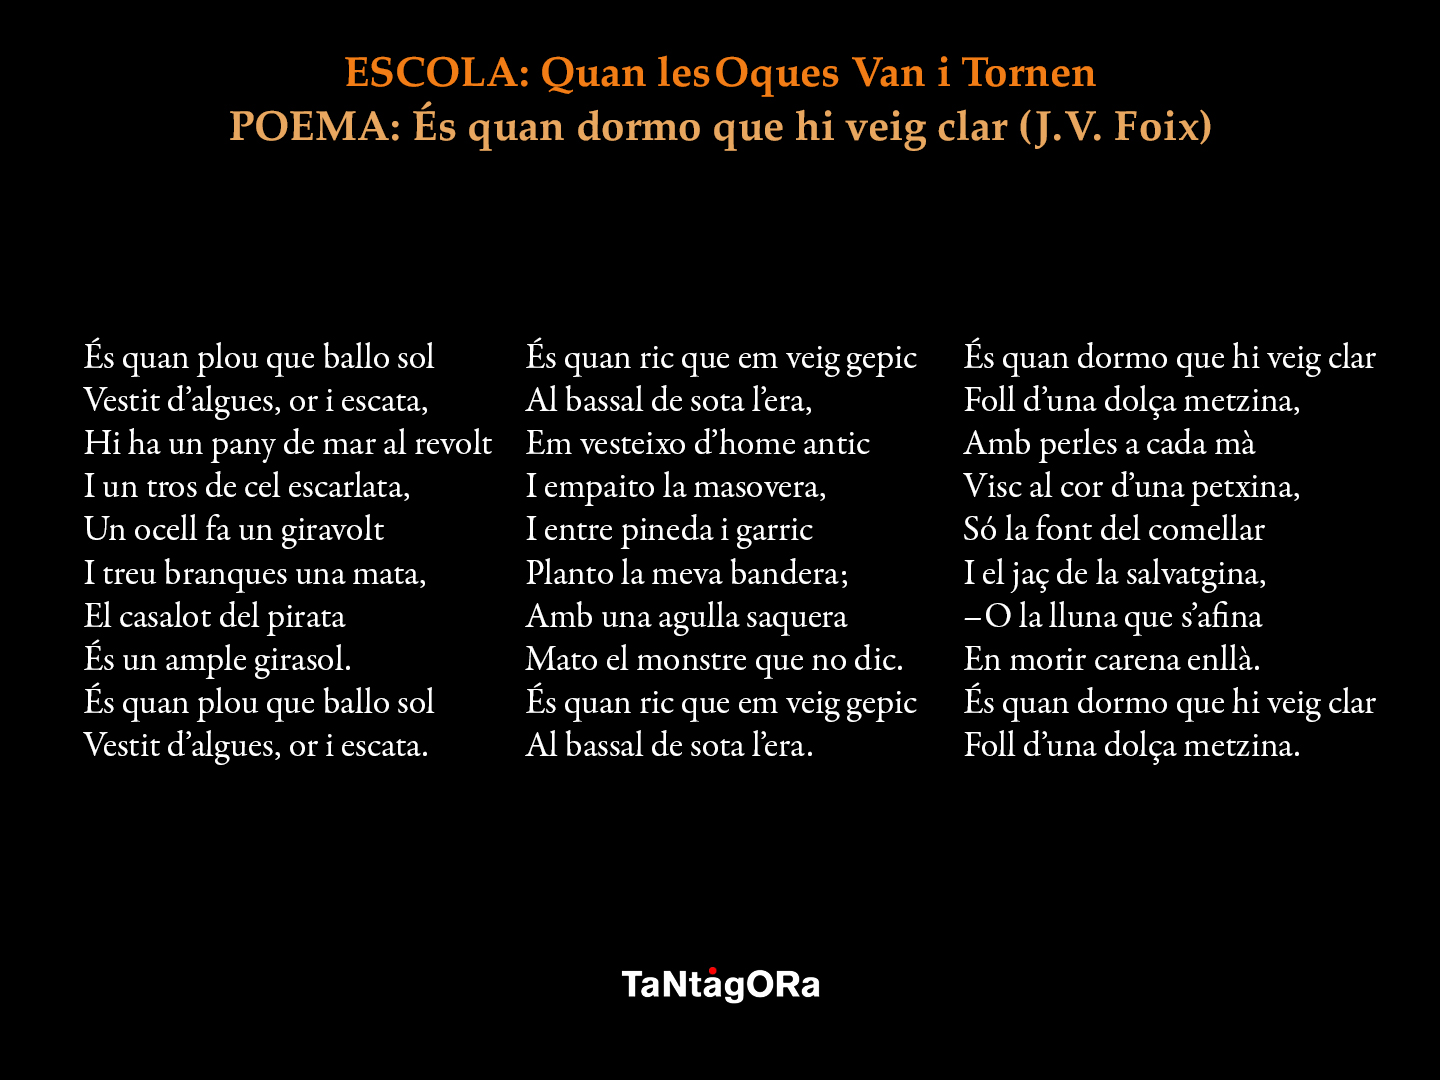 ESCOLA: Quan les Oques Van i Tornen
POEMA: És quan dormo que hi veig clar (J.V. Foix)
És quan plou que ballo sol
Vestit d’algues, or i escata,
Hi ha un pany de mar al revolt
I un tros de cel escarlata,
Un ocell fa un giravolt
I treu branques una mata,
El casalot del pirata
És un ample girasol.
És quan plou que ballo sol
Vestit d’algues, or i escata.
És quan ric que em veig gepic
Al bassal de sota l’era,
Em vesteixo d’home antic
I empaito la masovera,
I entre pineda i garric
Planto la meva bandera;
Amb una agulla saquera
Mato el monstre que no dic.
És quan ric que em veig gepic
Al bassal de sota l’era.
És quan dormo que hi veig clar
Foll d’una dolça metzina,
Amb perles a cada mà
Visc al cor d’una petxina,
Só la font del comellar
I el jaç de la salvatgina,
–O la lluna que s’afina
En morir carena enllà.
És quan dormo que hi veig clar
Foll d’una dolça metzina.
TaNtàgORa